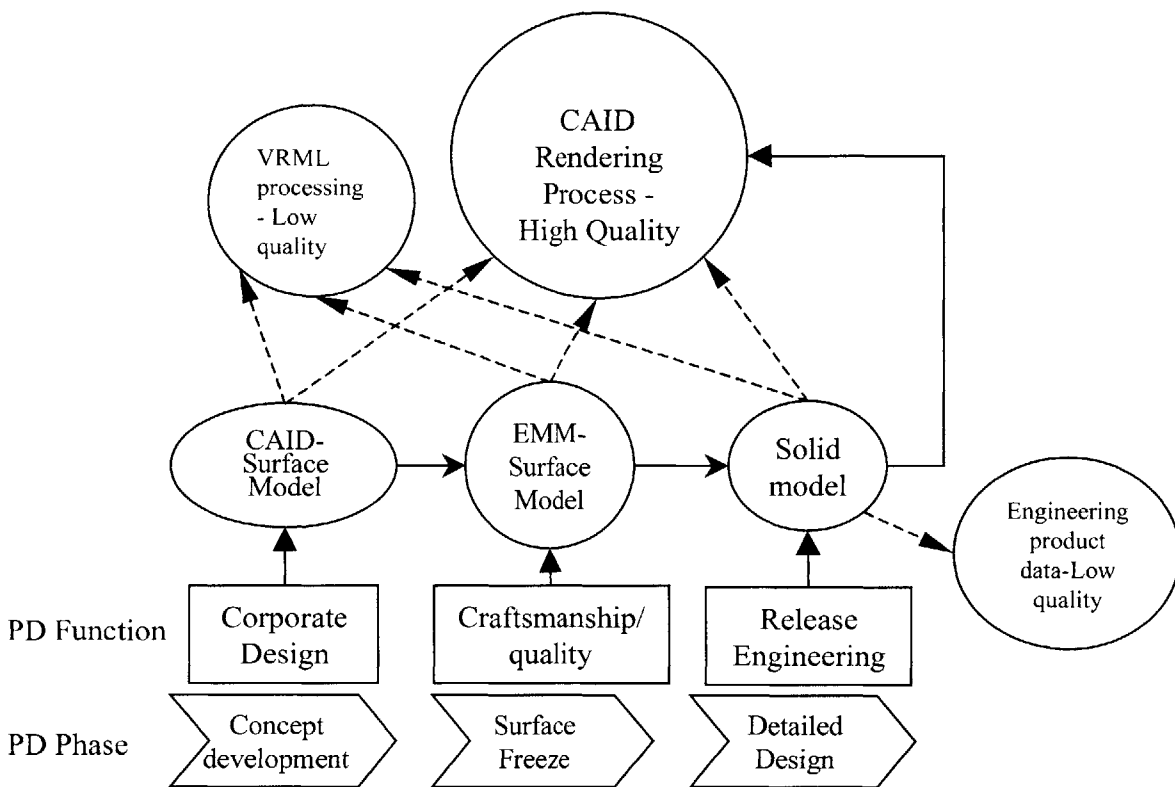 CAID
Rendering
Process -
High Quality
VRML
processing
- Low
quality
CAID-
Surface
Model
EMM-
Surface
Model
Solid
model
Engineering
product
data-Low
quality
PD Function
Corporate
Design
Craftsmanship/
quality
Release
Engineering
PD Phase
Concept
development
Surface
Freeze
Detailed
Design